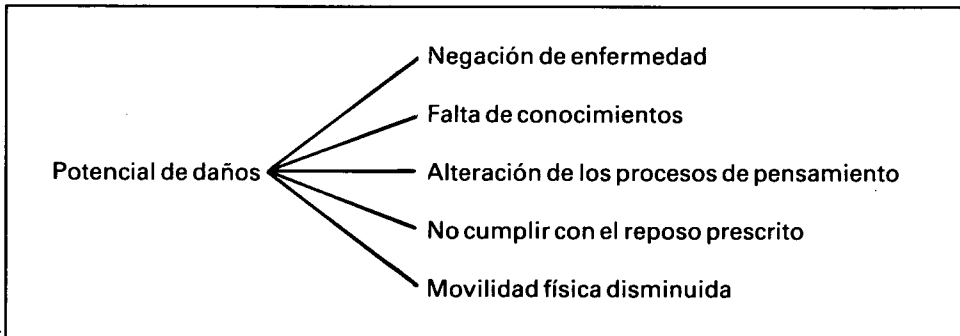 Negación de enfermedad
Falta de conocimientos
Potencial de daños
Alteración de los procesos de pensamiento
No cumplir con el reposo prescrito
Movilidad física disminuida